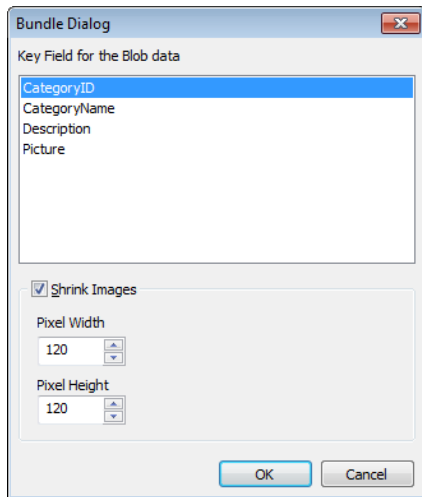 Bundle Dialog
Key Field for the Blob data
CategoryID
CategoryName
Description
Picture
Shrink Images
Pixel Width
120
Pixel Height
120
OK Cancel